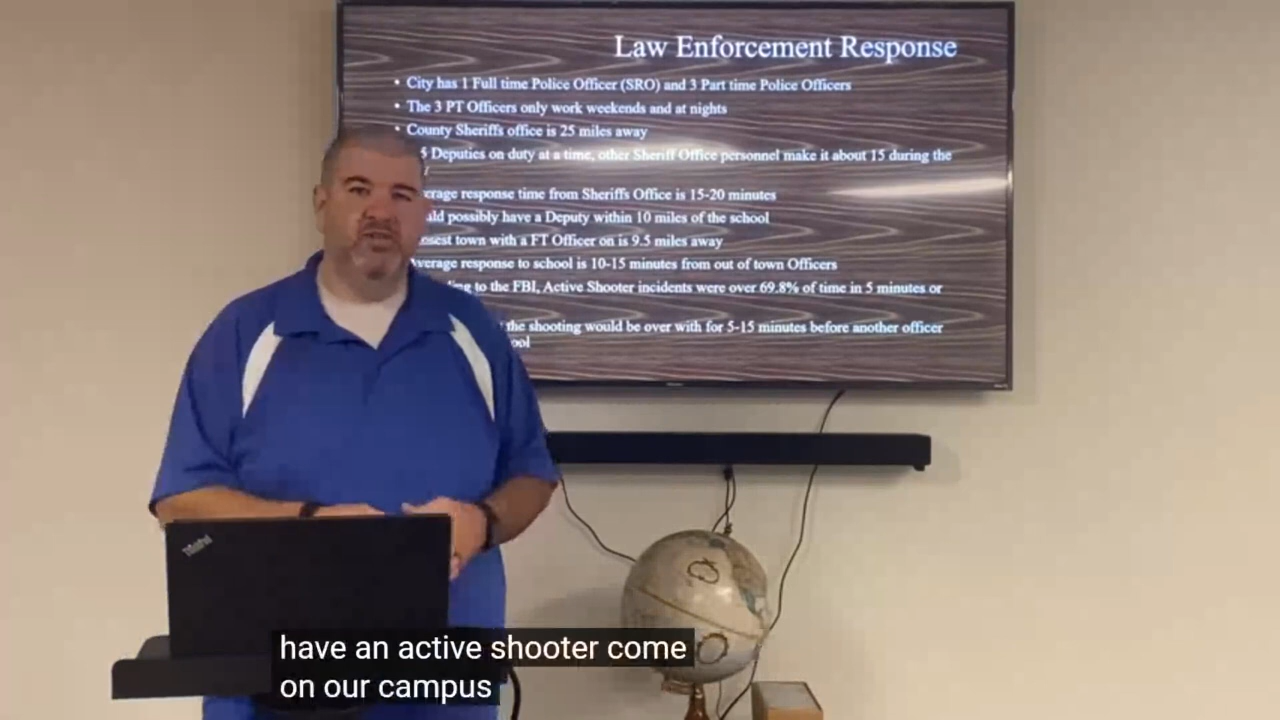 Law Enforcement Response
• City has 1 Full time Police Officer (SRO) and 3 Part time Police Officers
• The 3 PT Officers only work weekends and at nights
• County Sheriffs office is 25 miles away
5 Deputies on duty at a time, other Sheriff Office personnel make it about 15 during the
response time from Sheriffs Office is 15-20 minutes
possibly have a Deputy within 10 miles of the school
town with a FT Officer on is 9.5 miles away
Average response to school is 10-15 minutes from out of town Officers
to the FBI, Active Shooter incidents were over 69.8% of time in 5 minutes or
the shooting would be over with for 5-15 minutes before another officer
ThinkPad
have an active shooter come
on our campus